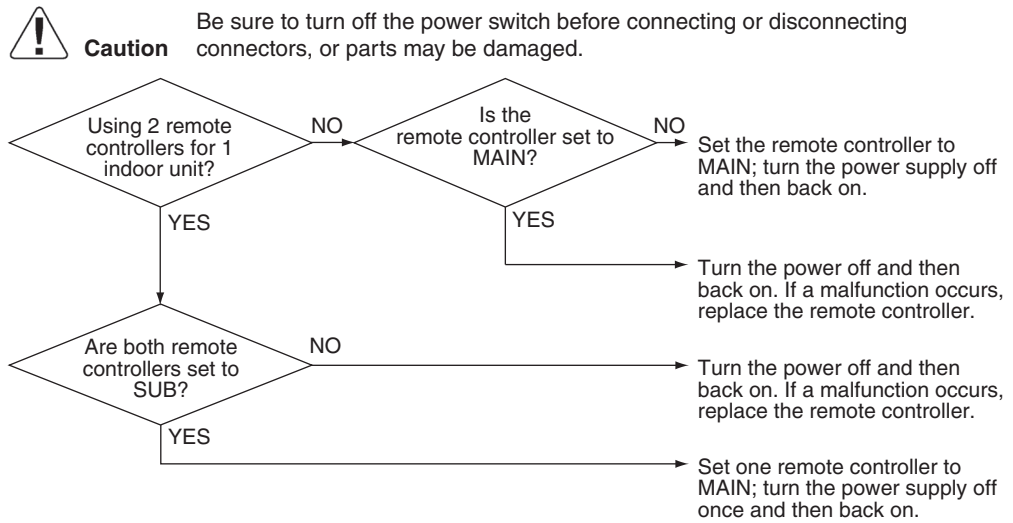 Be sure to turn off the power switch before connecting or disconnecting
Caution connectors, or parts may be damaged.
Using 2 remote
controllers for 1
indoor unit?
NO
Is the
remote controller set to
MAIN?
NO
Set the remote controller to
MAIN; turn the power supply off
and then back on.
YES
YES
Turn the power off and then
back on. If a malfunction occurs,
replace the remote controller.
Are both remote
controllers set to
SUB?
NO
Turn the power off and then
back on. If a malfunction occurs,
replace the remote controller.
YES
Set one remote controller to
MAIN; turn the power supply off
once and then back on.